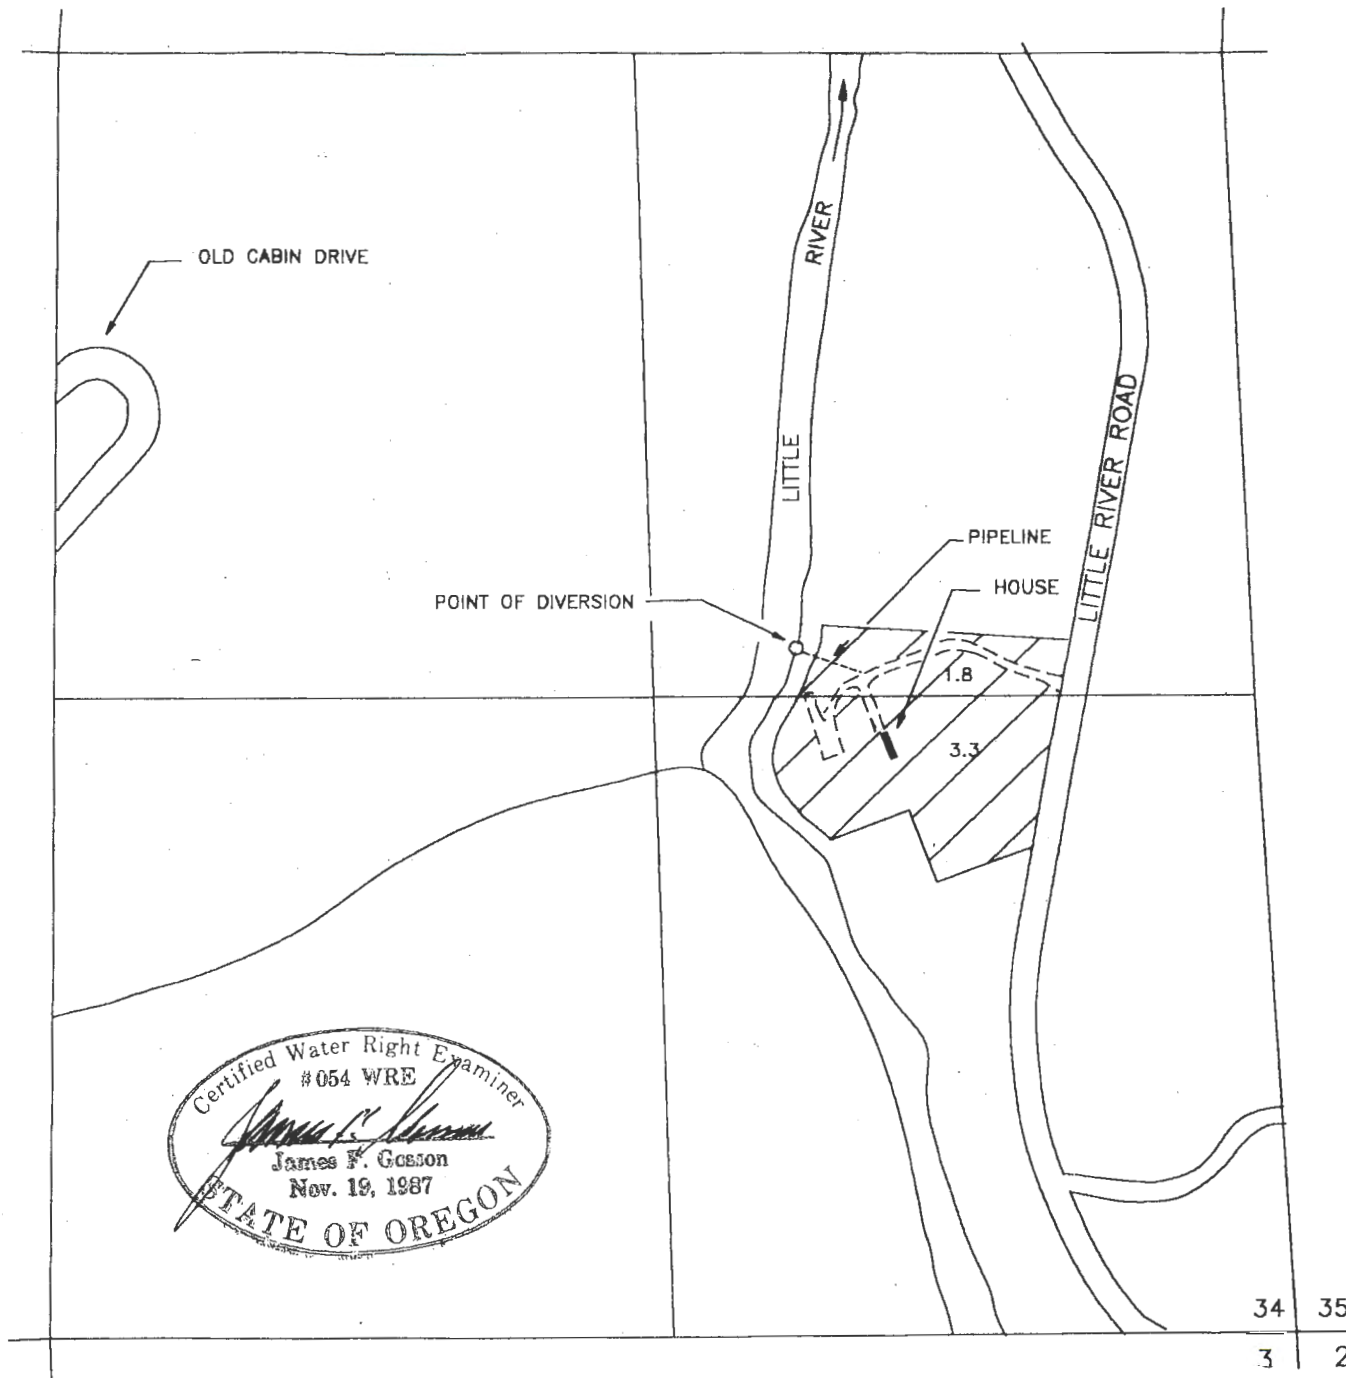 RIVER
OLD CABIN DRIVE
LITTLE RIVER ROAD
LITTLE
PIPELINE
HOUSE
POINT OF DIVERSION
1.8
3.3
Certified Water Right Examiner
#054 WRE
James F. Gosson
Nov. 19, 1987
STATE OF OREGON
34 35
3 2